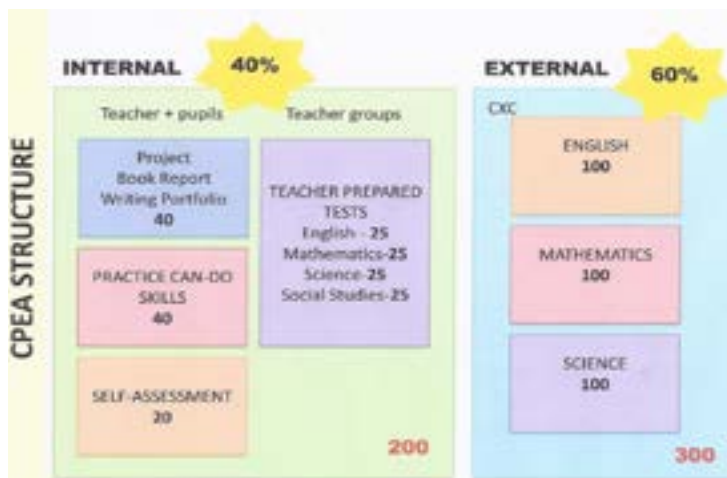 CPEA STRUCTURE
INTERNAL
40%
Teacher + pupils
Project
Book Report
Writing Portfolio
40
PRACTICE CAN-DO
SKILLS
40
SELF-ASSESSMENT
20
Teacher groups
TEACHER PREPARED
TESTS
English - 25
Mathematics-25
Science-25
Social Studies-25
200
EXTERNAL
60%
CXC
ENGLISH
100
MATHEMATICS
100
SCIENCE
100
300